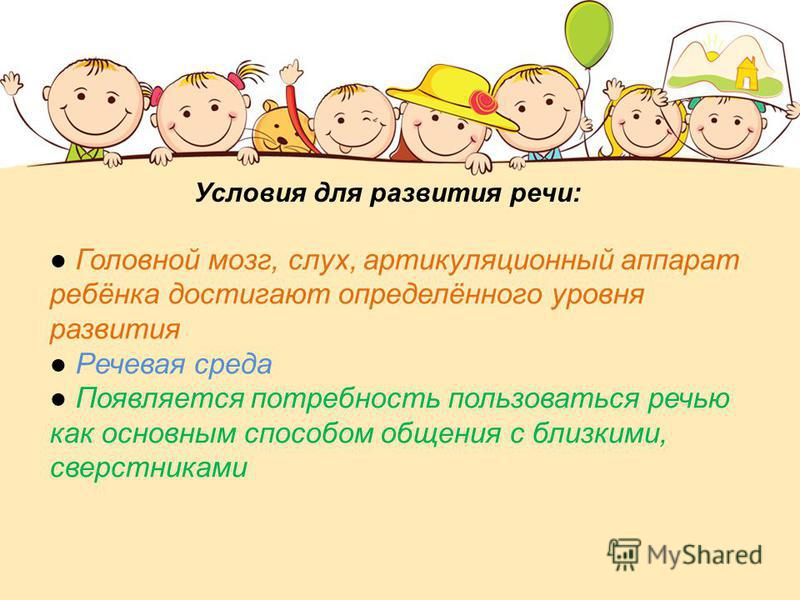 Условия для развития речи:
● Головной мозг, слух, артикуляционный аппарат
ребёнка достигают определённого уровня
развития
● Речевая среда
● Появляется потребность пользоваться речью
как основным способом общения с близкими,
сверстниками
MyShared